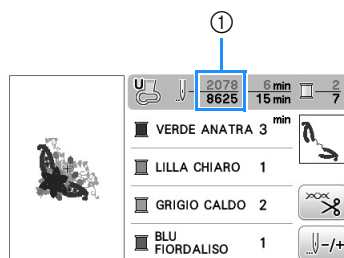 ①
U 2078 6 min 2
8625 15 min 7
VERDE ANATRA 3 min
LILLA CHIARO 1
GRIGIO CALDO 2
BLU
FIORDALISO 1
-/+